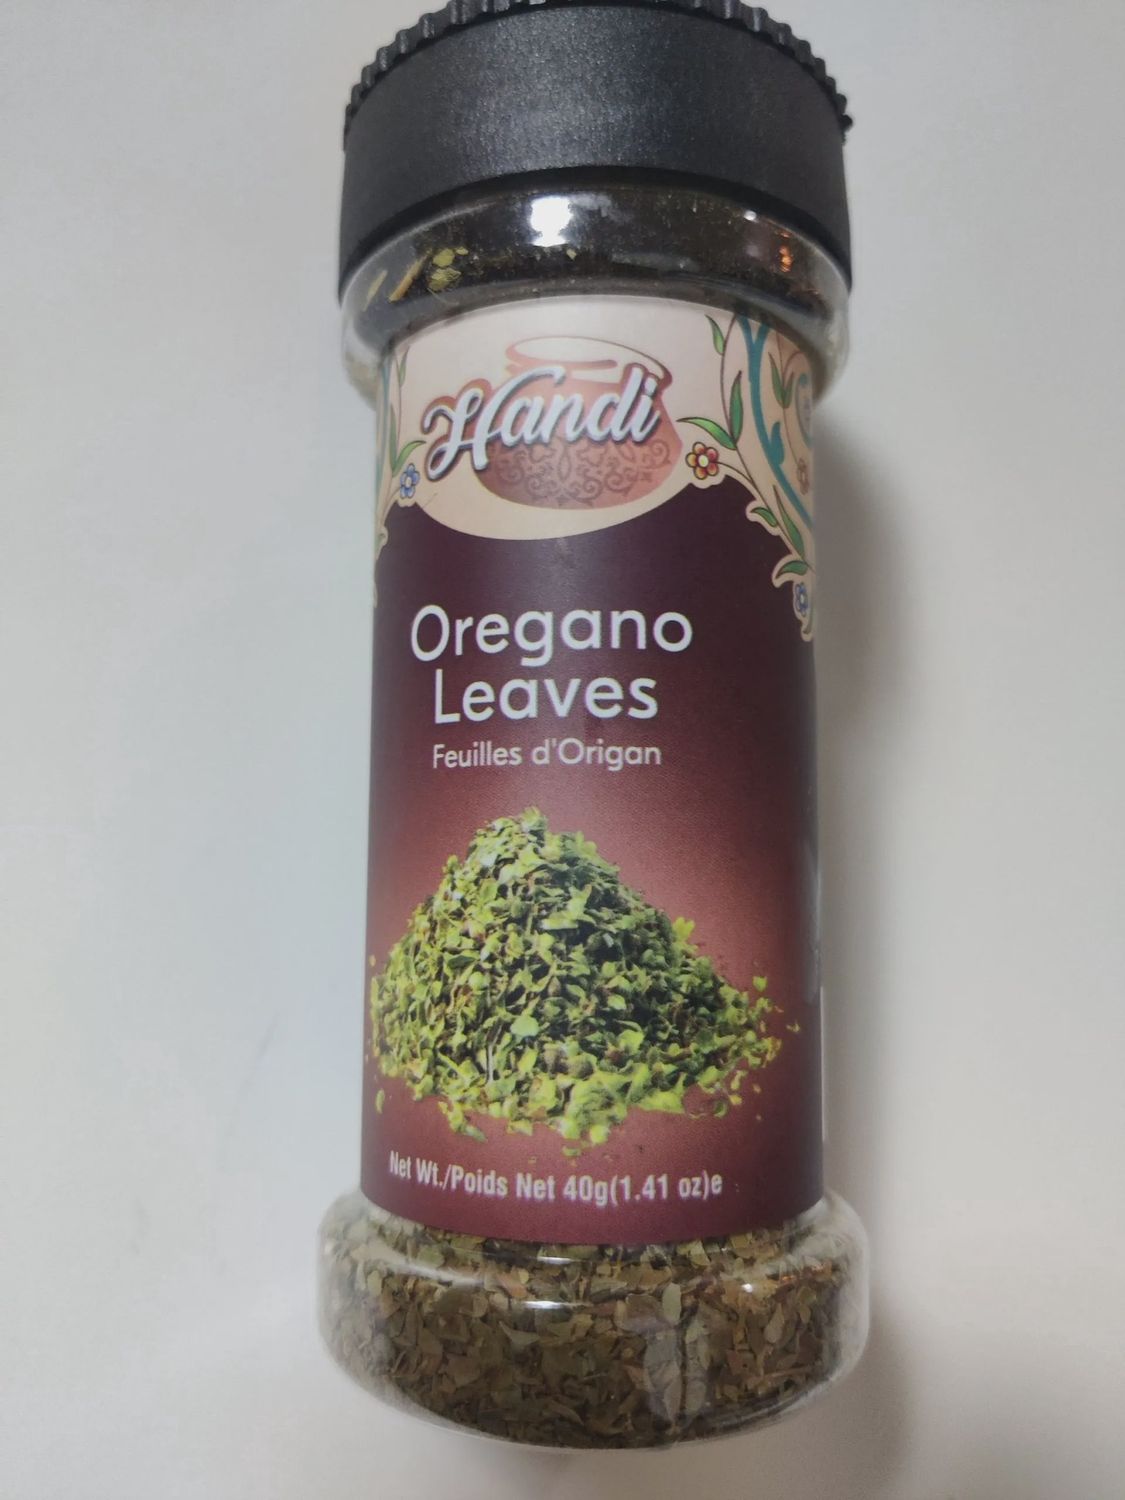 Handi
Oregano
Leaves
Feuilles d'Origan
Net Wt./Poids Net 40g(1.41 oz)e